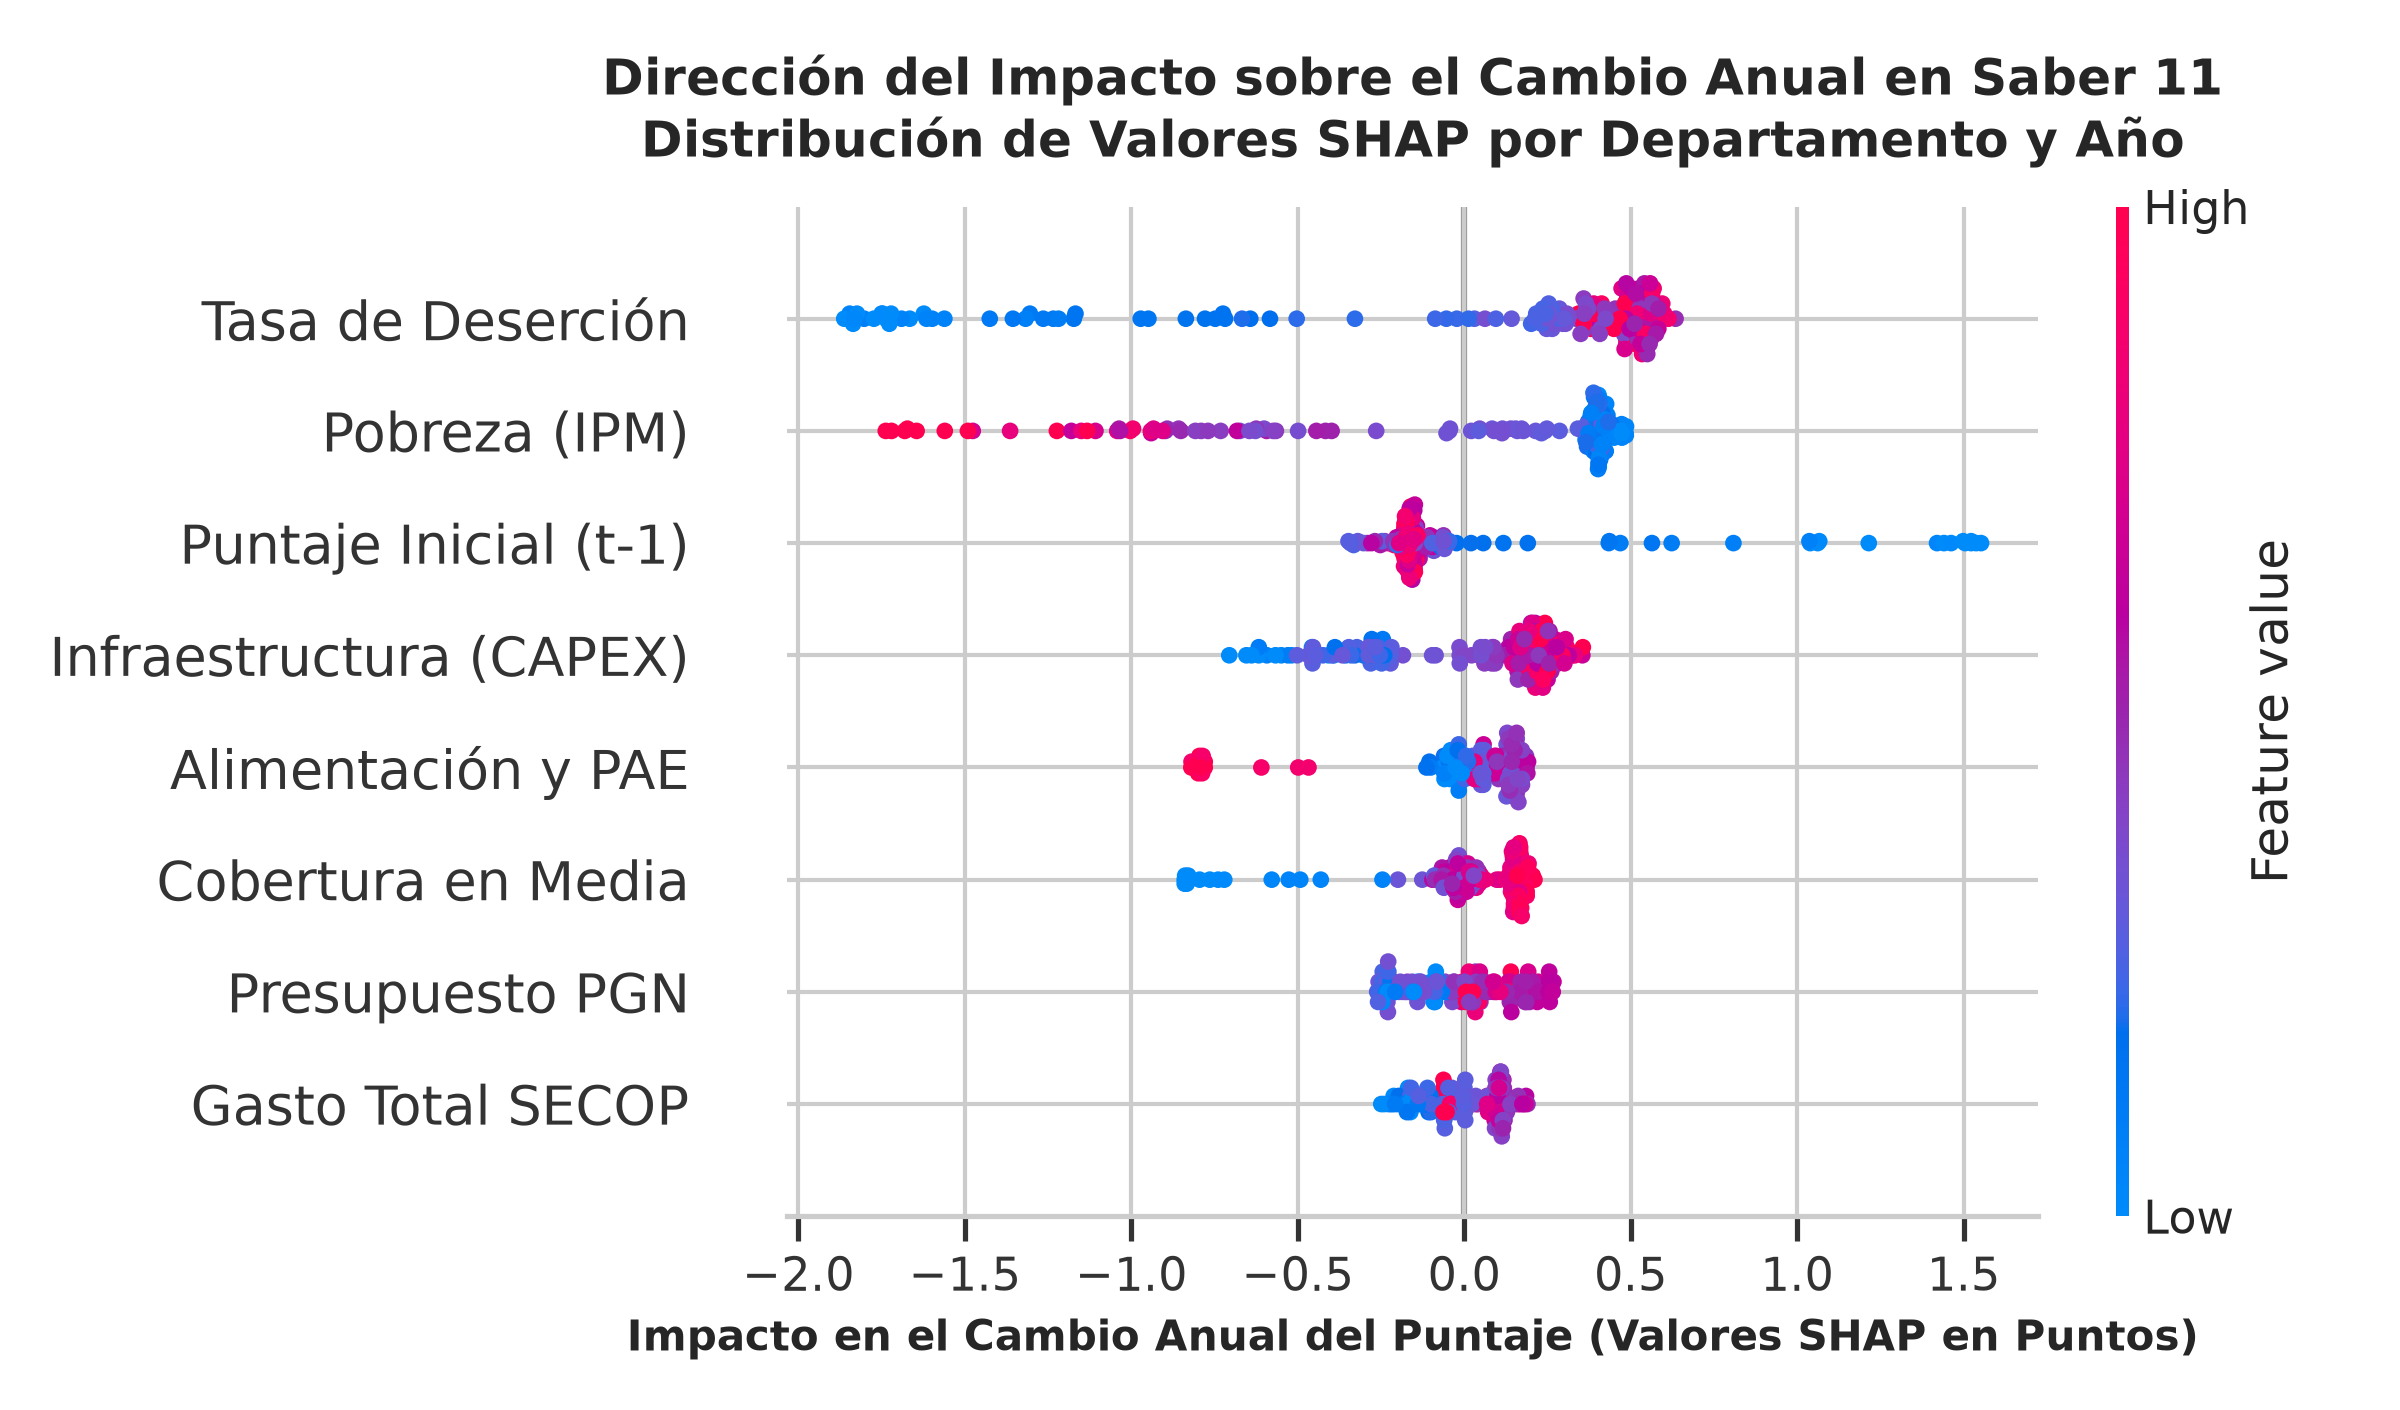 Dirección del Impacto sobre el Cambio Anual en Saber 11
Distribución de Valores SHAP por Departamento y Año
High
Tasa de Deserción
Pobreza (IPM)
Puntaje Inicial (t-1)
Infraestructura (CAPEX)
Alimentación y PAE
Cobertura en Media
Presupuesto PGN
Gasto Total SECOP
Feature value
Low
−2.0 −1.5 −1.0 −0.5 0.0 0.5 1.0 1.5
Impacto en el Cambio Anual del Puntaje (Valores SHAP en Puntos)